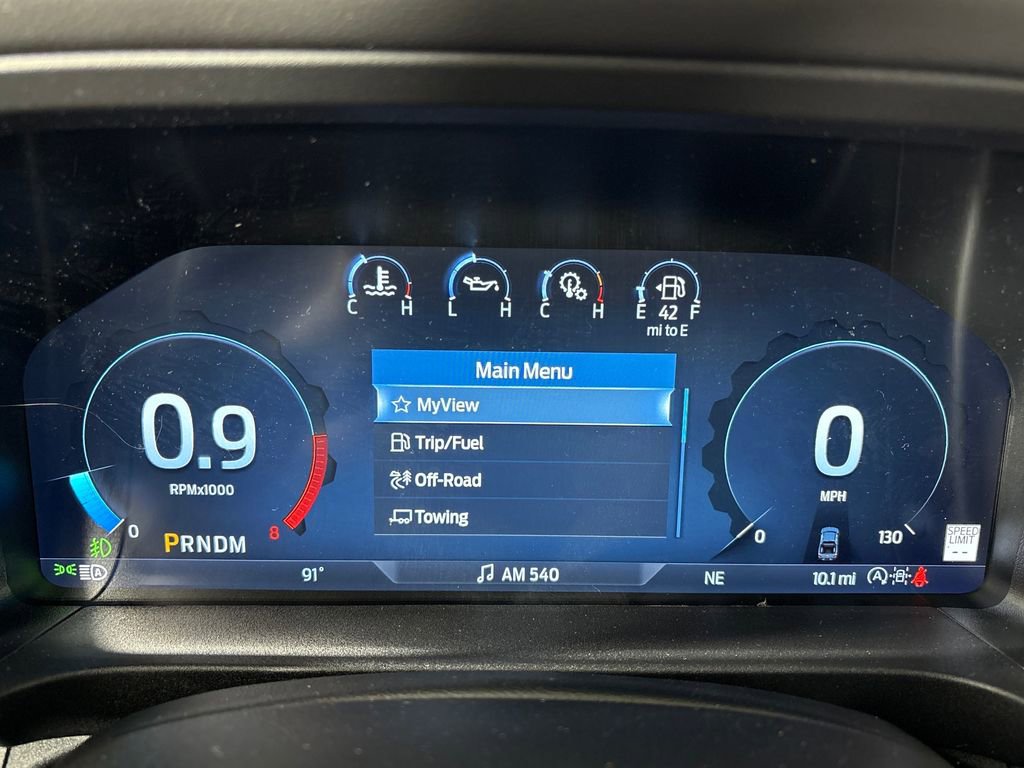 C H
L H
C H
E 42 F
mi to E
Main Menu
MyView
Trip/Fuel
Off-Road
Towing
0.9
RPMx1000
0
8
PRNDM
0
MPH
0
130
SPEED
LIMIT
--
A
91°
AM 540
NE
10.1 mi
A